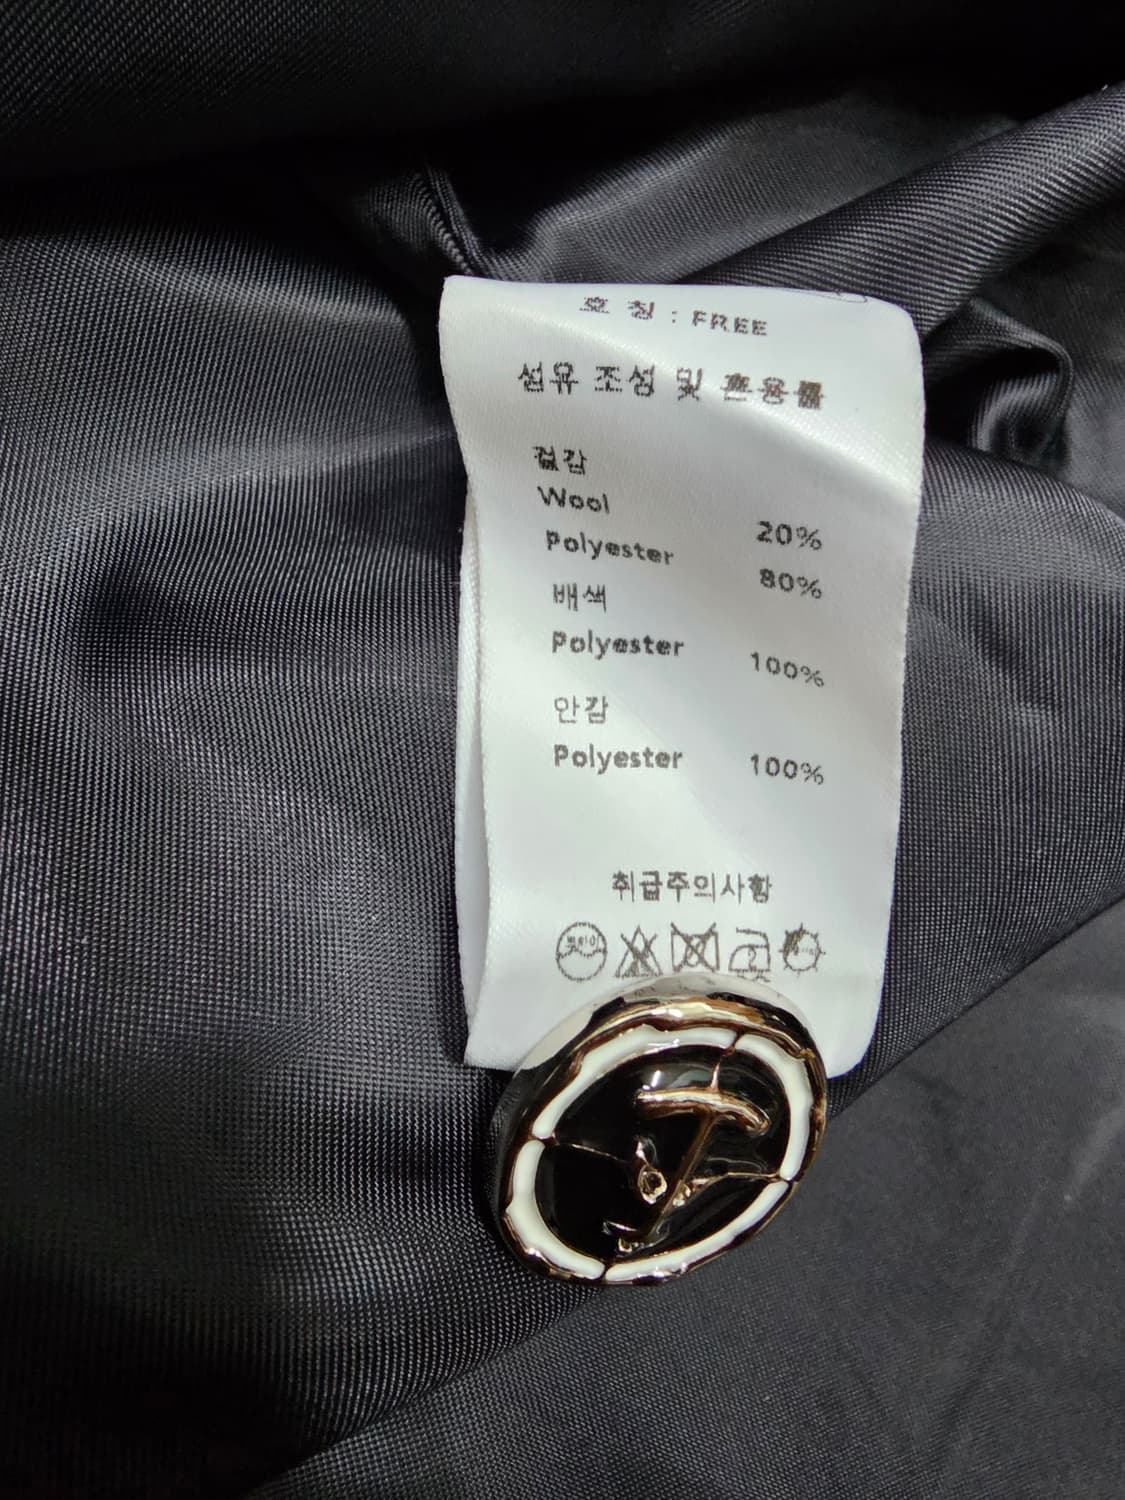 호 칭 : FREE
섬유 조성 및 혼용률
겉감
Wool 20%
Polyester 80%
배색
Polyester 100%
안감
Polyester 100%
취급주의사항